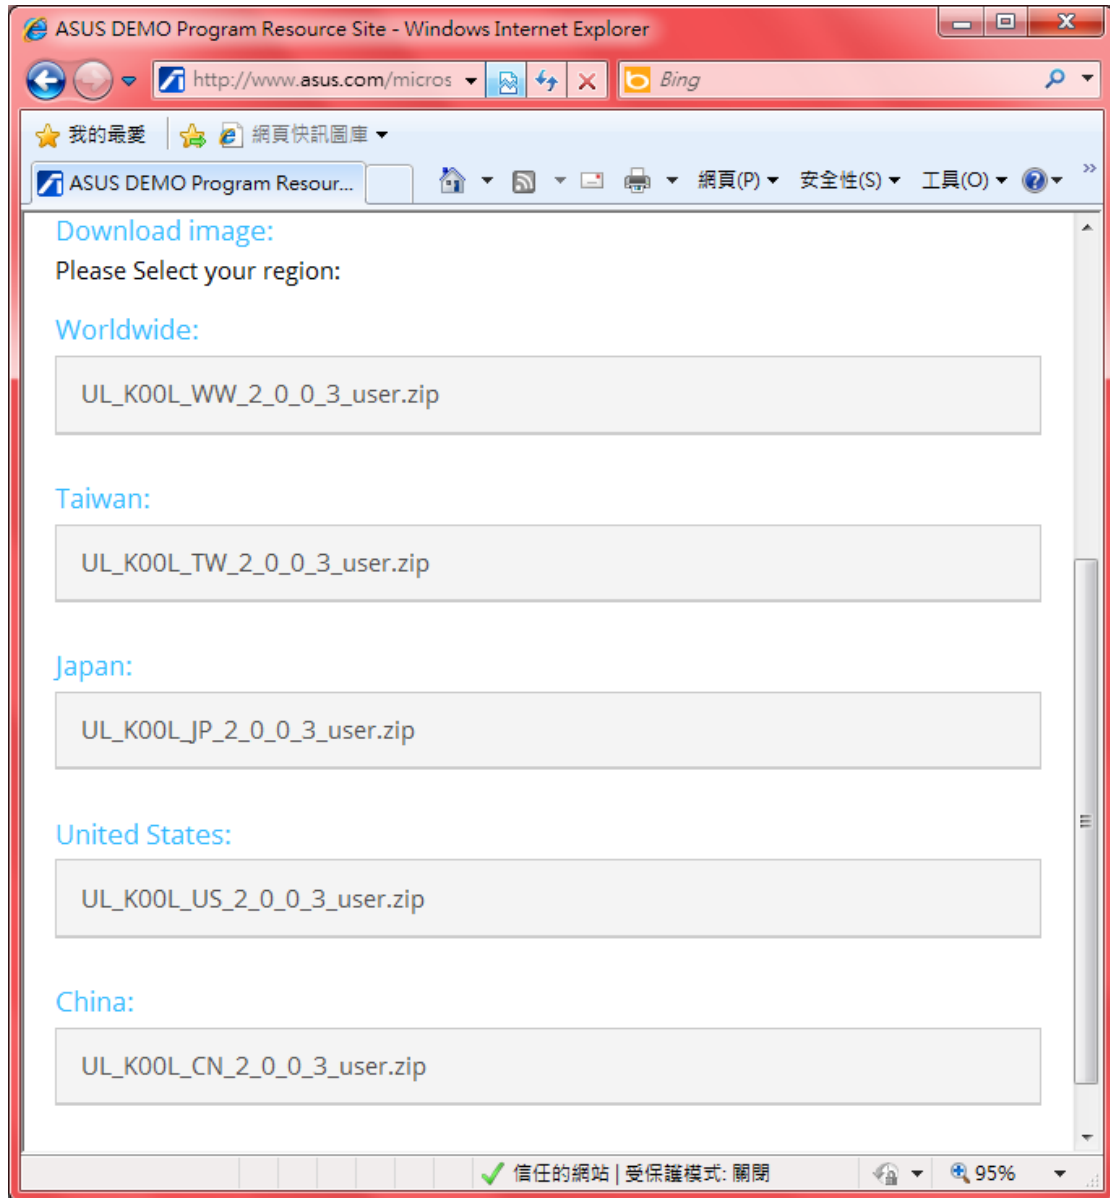 ASUS DEMO Program Resource Site - Windows Internet Explorer
http://www.asus.com/micros
Bing
我的最愛
網頁快訊圖庫
ASUS DEMO Program Resour...
網頁(P)
安全性(S)
工具(O)
Download image:
Please Select your region:
Worldwide:
UL_K00L_WW_2_0_0_3_user.zip
Taiwan:
UL_K00L_TW_2_0_0_3_user.zip
Japan:
UL_K00L_JP_2_0_0_3_user.zip
United States:
UL_K00L_US_2_0_0_3_user.zip
China:
UL_K00L_CN_2_0_0_3_user.zip
信任的網站 | 受保護模式: 關閉
95%